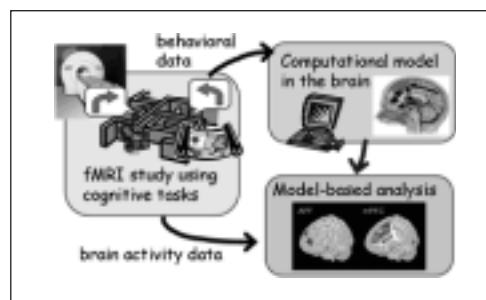 behavioral
data
Computational model
in the brain
fMRI study using
cognitive tasks
Model-based analysis
brain activity data